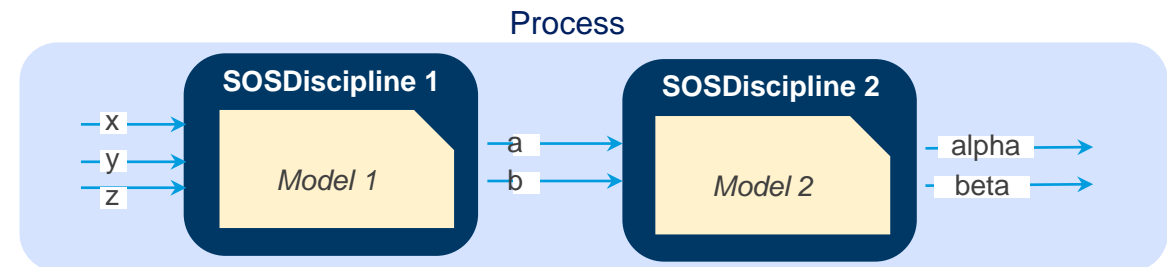 Process
SOSDiscipline 1
SOSDiscipline 2
x
y
z
Model 1
a
b
Model 2
alpha
beta